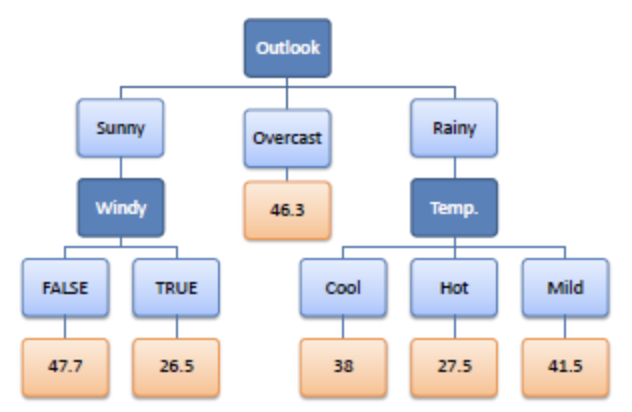 Outlook
Sunny
Overcast
Rainy
Windy
46.3
Temp.
FALSE
TRUE
Cool
Hot
Mild
47.7
26.5
38
27.5
41.5